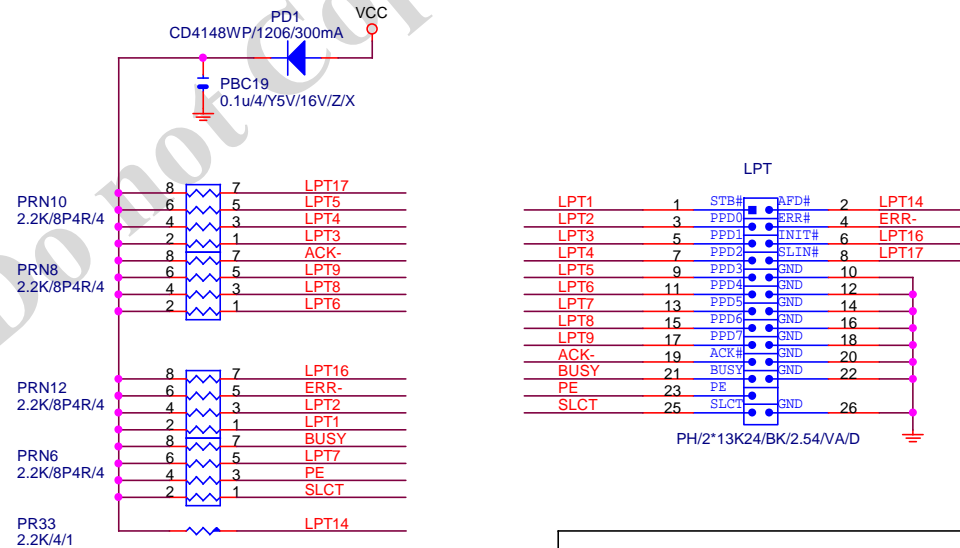 PD1
CD4148WP/1206/300mA
VCC
PBC19
0.1u/4/Y5V/16V/Z/X
Do not Cop
PRN10
2.2K/8P4R/4
8 7 LPT17
6 5 LPT5
4 3 LPT4
2 1 LPT3
PRN8
2.2K/8P4R/4
8 7 ACK-
6 5 LPT9
4 3 LPT8
2 1 LPT6
PRN12
2.2K/8P4R/4
8 7 LPT16
6 5 ERR-
4 3 LPT2
2 1 LPT1
PRN6
2.2K/8P4R/4
8 7 BUSY
6 5 LPT7
4 3 PE
2 1 SLCT
PR33
2.2K/4/1
LPT14
LPT
LPT1 1 STB# AFD# 2 LPT14
LPT2 3 PPD0 ERR# 4 ERR-
LPT3 5 PPD1 INIT# 6 LPT16
LPT4 7 PPD2 SLIN# 8 LPT17
LPT5 9 PPD3 GND 10
LPT6 11 PPD4 GND 12
LPT7 13 PPD5 GND 14
LPT8 15 PPD6 GND 16
LPT9 17 PPD7 GND 18
ACK- 19 ACK# GND 20
BUSY 21 BUSY GND 22
PE 23 PE
SLCT 25 SLCT GND 26
PH/2*13K24/BK/2.54/VA/D